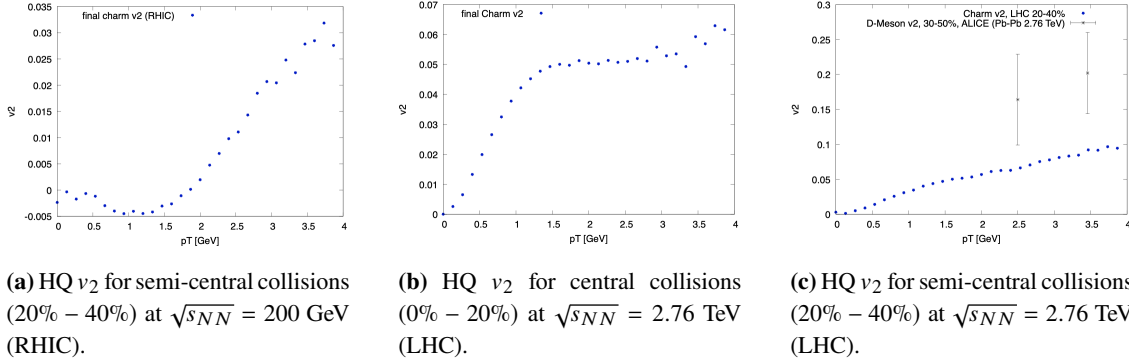 final charm v2 (RHIC)
0.035
0.03
0.025
0.02
0.015
0.01
0.005
0
-0.005
v2
0 0.5 1 1.5 2 2.5 3 3.5 4
pT [GeV]
(a) HQ v2 for semi-central collisions
(20% − 40%) at √sNN = 200 GeV
(RHIC).
final Charm v2
0.07
0.06
0.05
0.04
0.03
0.02
0.01
0
v2
0 0.5 1 1.5 2 2.5 3 3.5 4
pT [GeV]
(b) HQ v2 for central collisions
(0% − 20%) at √sNN = 2.76 TeV
(LHC).
Charm v2, LHC 20-40%
D-Meson v2, 30-50%, ALICE (Pb-Pb 2.76 TeV)
0.3
0.25
0.2
0.15
0.1
0.05
0
v2
0 0.5 1 1.5 2 2.5 3 3.5 4
pT [GeV]
(c) HQ v2 for semi-central collisions
(20% − 40%) at √sNN = 2.76 TeV
(LHC).